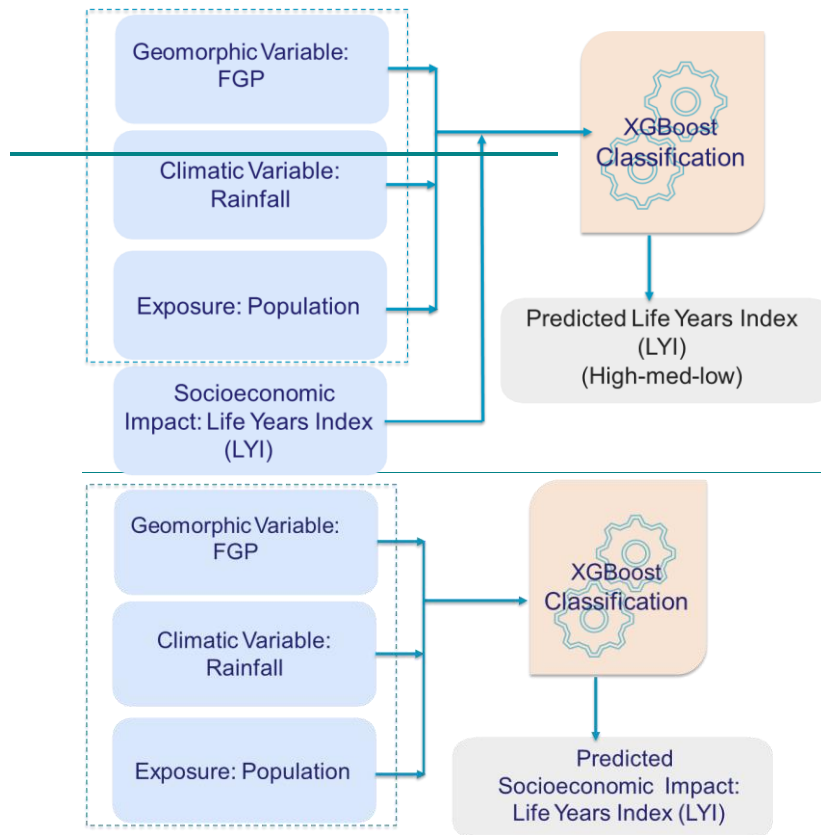 Geomorphic Variable:
FGP
Climatic Variable:
Rainfall
Exposure: Population
Socioeconomic
Impact: Life Years Index
(LYI)
XGBoost
Classification
Predicted Life Years Index
(LYI)
(High-med-low)
Geomorphic Variable:
FGP
Climatic Variable:
Rainfall
Exposure: Population
XGBoost
Classification
Predicted
Socioeconomic Impact:
Life Years Index (LYI)